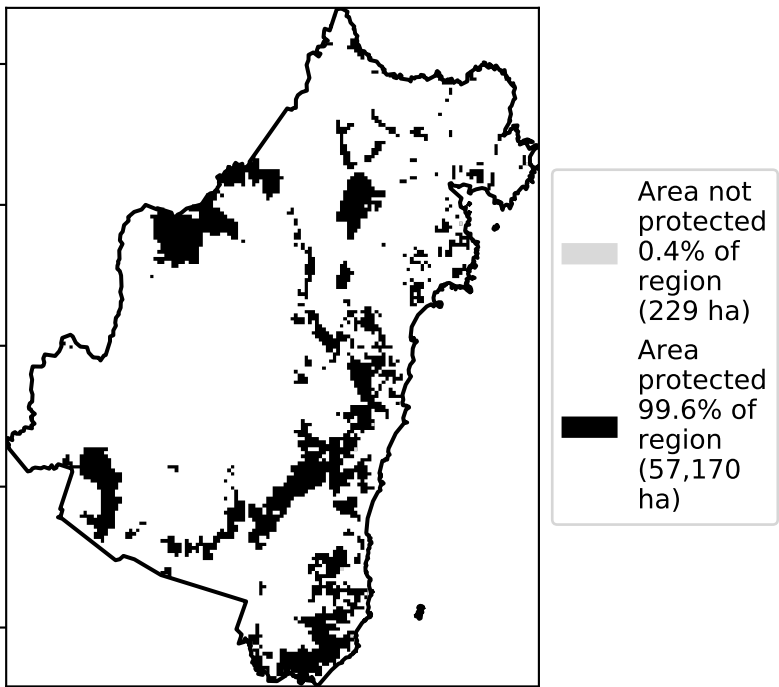 Area not
protected
0.4% of
region
(229 ha)
Area
protected
99.6% of
region
(57,170
ha)